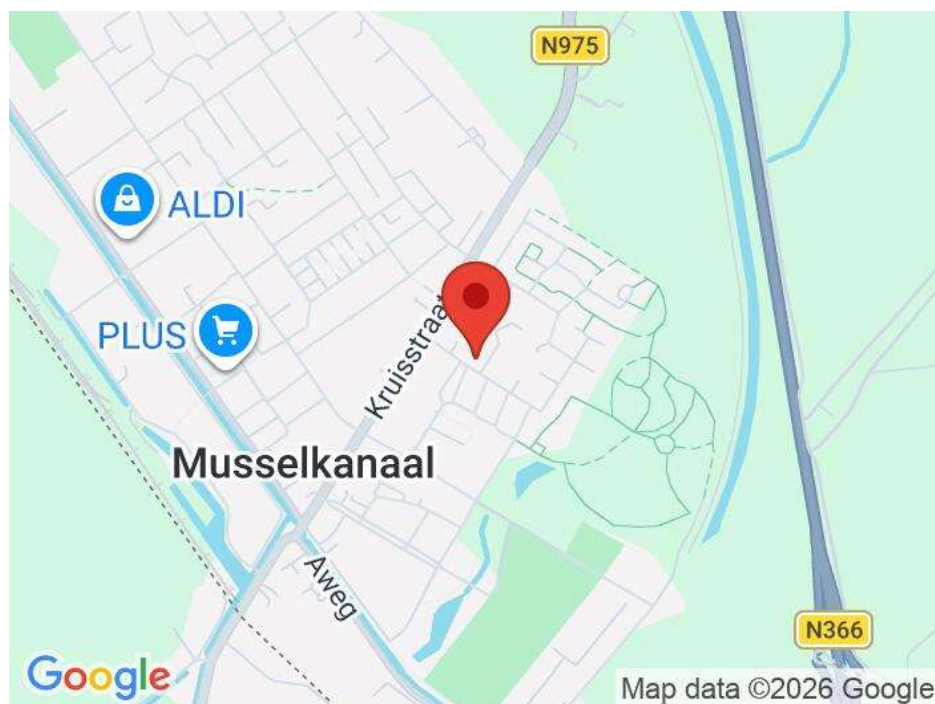 N975
ALDI
PLUS
Kruisstraat
Musselkanaal
Aweg
N366
Google
Map data ©2026 Google